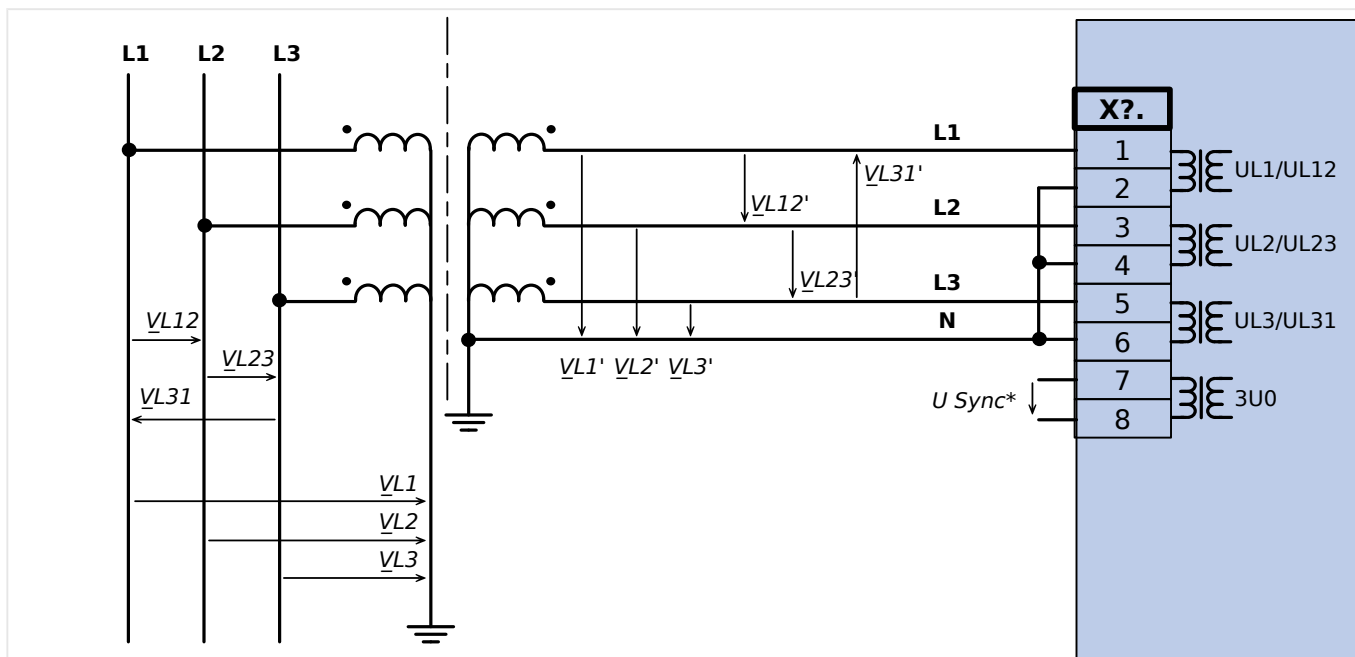 L1 L2 L3
X?.
L1
1
VL31'
UL1/UL12
2
VL12'
L2
3
UL2/UL23
4
VL23'
L3
5
N
UL3/UL31
6
VL12
VL23
VL1' VL2' VL3'
7
VL31
U Sync*
3U0
8
VL1
VL2
VL3